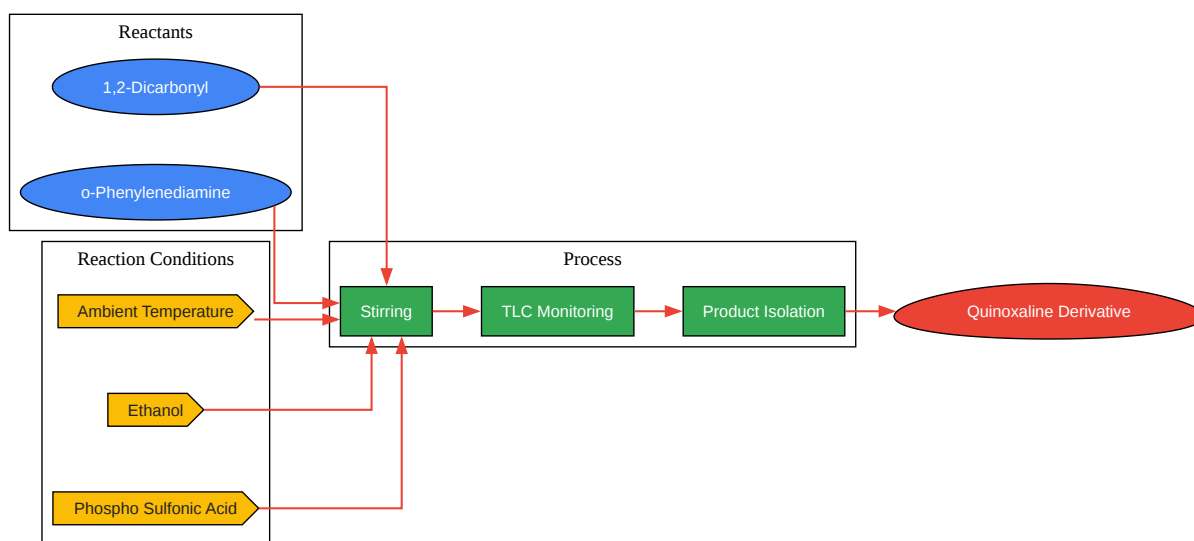 Reactants
1,2-Dicarbonyl
o-Phenylenediamine
Reaction Conditions
Ambient Temperature
Ethanol
Phospho Sulfonic Acid
Process
Stirring
TLC Monitoring
Product Isolation
Quinoxaline Derivative